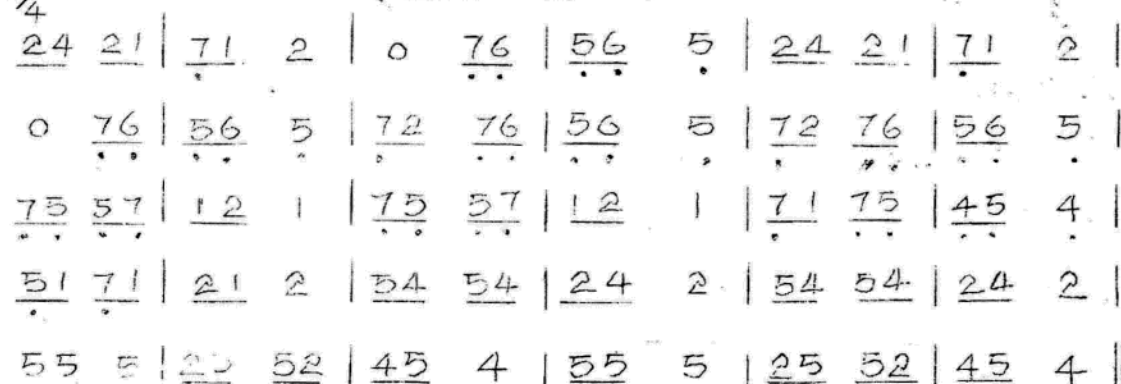 /4
24 21 | 71 2 | 0 76 | 56 5 | 24 21 | 71 2 |
0 76 | 56 5 | 72 76 | 56 5 | 72 76 | 56 5 |
75 57 | 12 1 | 75 57 | 12 1 | 71 75 | 45 4 |
51 71 | 21 2 | 54 54 | 24 2 | 54 54 | 24 2 |
55 5 | 52 | 45 4 | 55 5 | 25 52 | 45 4 |